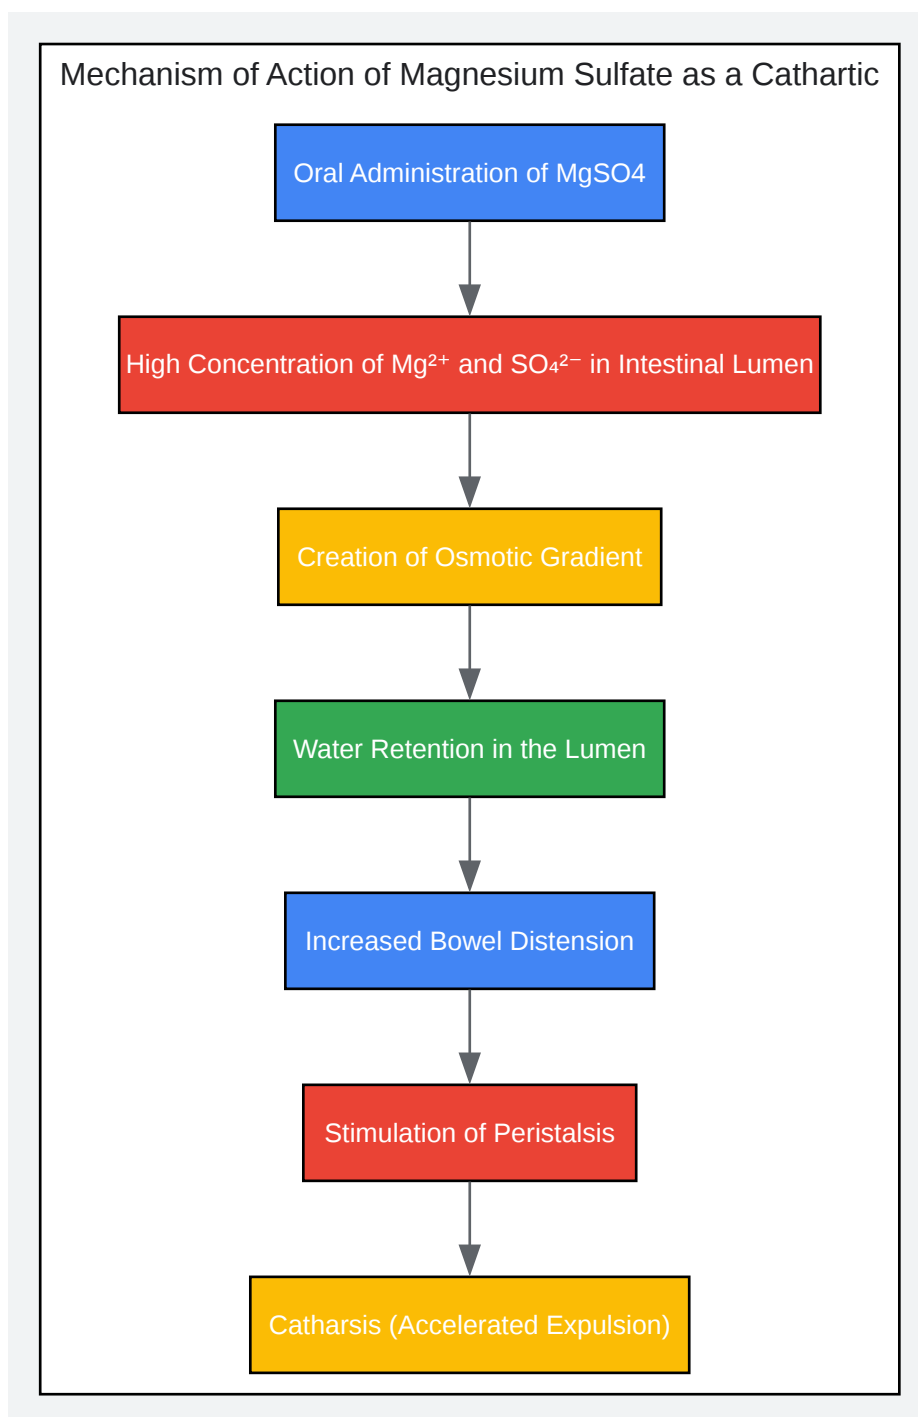 Mechanism of Action of Magnesium Sulfate as a Cathartic
Oral Administration of MgSO4
High Concentration of Mg²⁺ and SO₄²⁻ in Intestinal Lumen
Creation of Osmotic Gradient
Water Retention in the Lumen
Increased Bowel Distension
Stimulation of Peristalsis
Catharsis (Accelerated Expulsion)